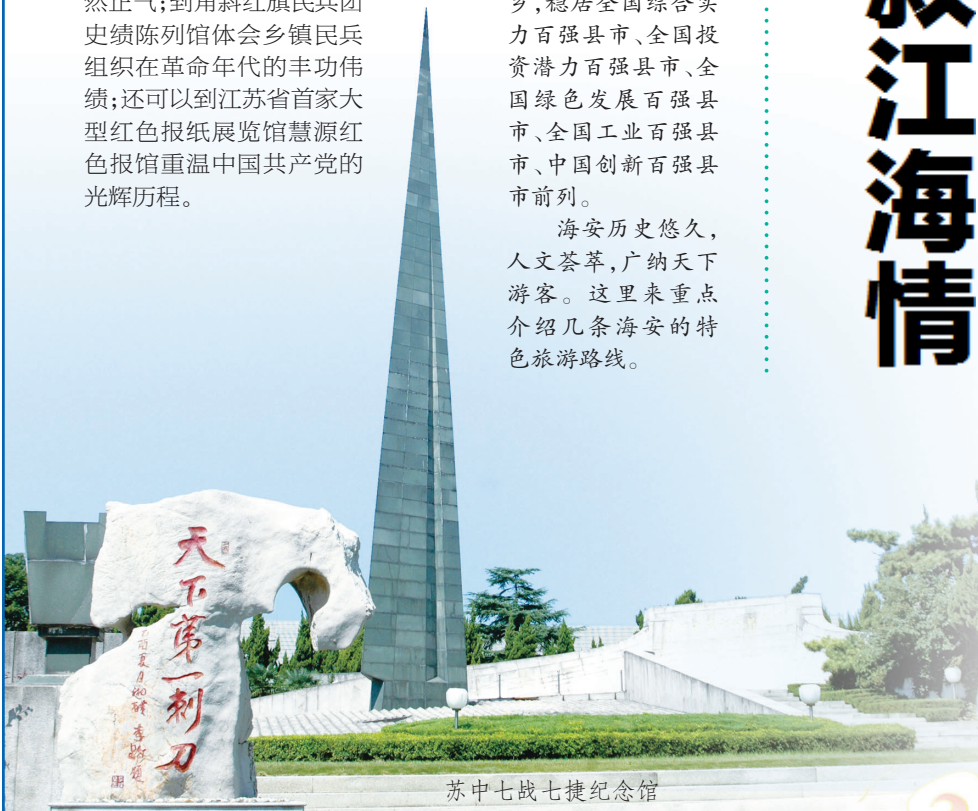 然正气;到角斜红旗民兵团
史绩陈列馆体会乡镇民兵
组织在革命年代的丰功伟
绩;还可以到江苏省首家大
型红色报纸展览馆慧源红
色报馆重温中国共产党的
光辉历程。
乡,稳居全国综合实
力百强县市、全国投
资潜力百强县市、全
国绿色发展百强县
市、全国工业百强县
市、中国创新百强县
市前列。
海安历史悠久,
人文荟萃,广纳天下
游客。这里来重点
介绍几条海安的特
色旅游路线。
叙江海情
天下第一刺刀
苏中七战七捷纪念馆